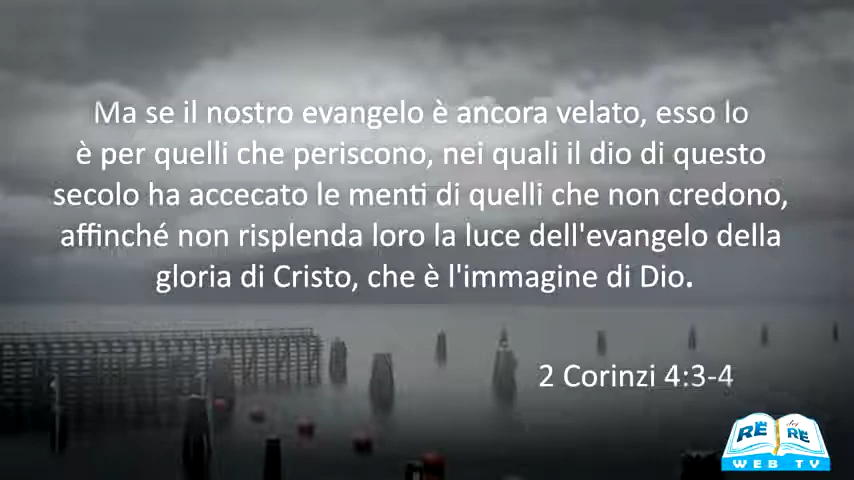 Ma se il nostro evangelo è ancora velato, esso lo
è per quelli che periscono, nei quali il dio di questo
secolo ha accecato le menti di quelli che non credono,
affinché non risplenda loro la luce dell'evangelo della
gloria di Cristo, che è l'immagine di Dio.
2 Corinzi 4:3-4
RE dei RE
WEB TV